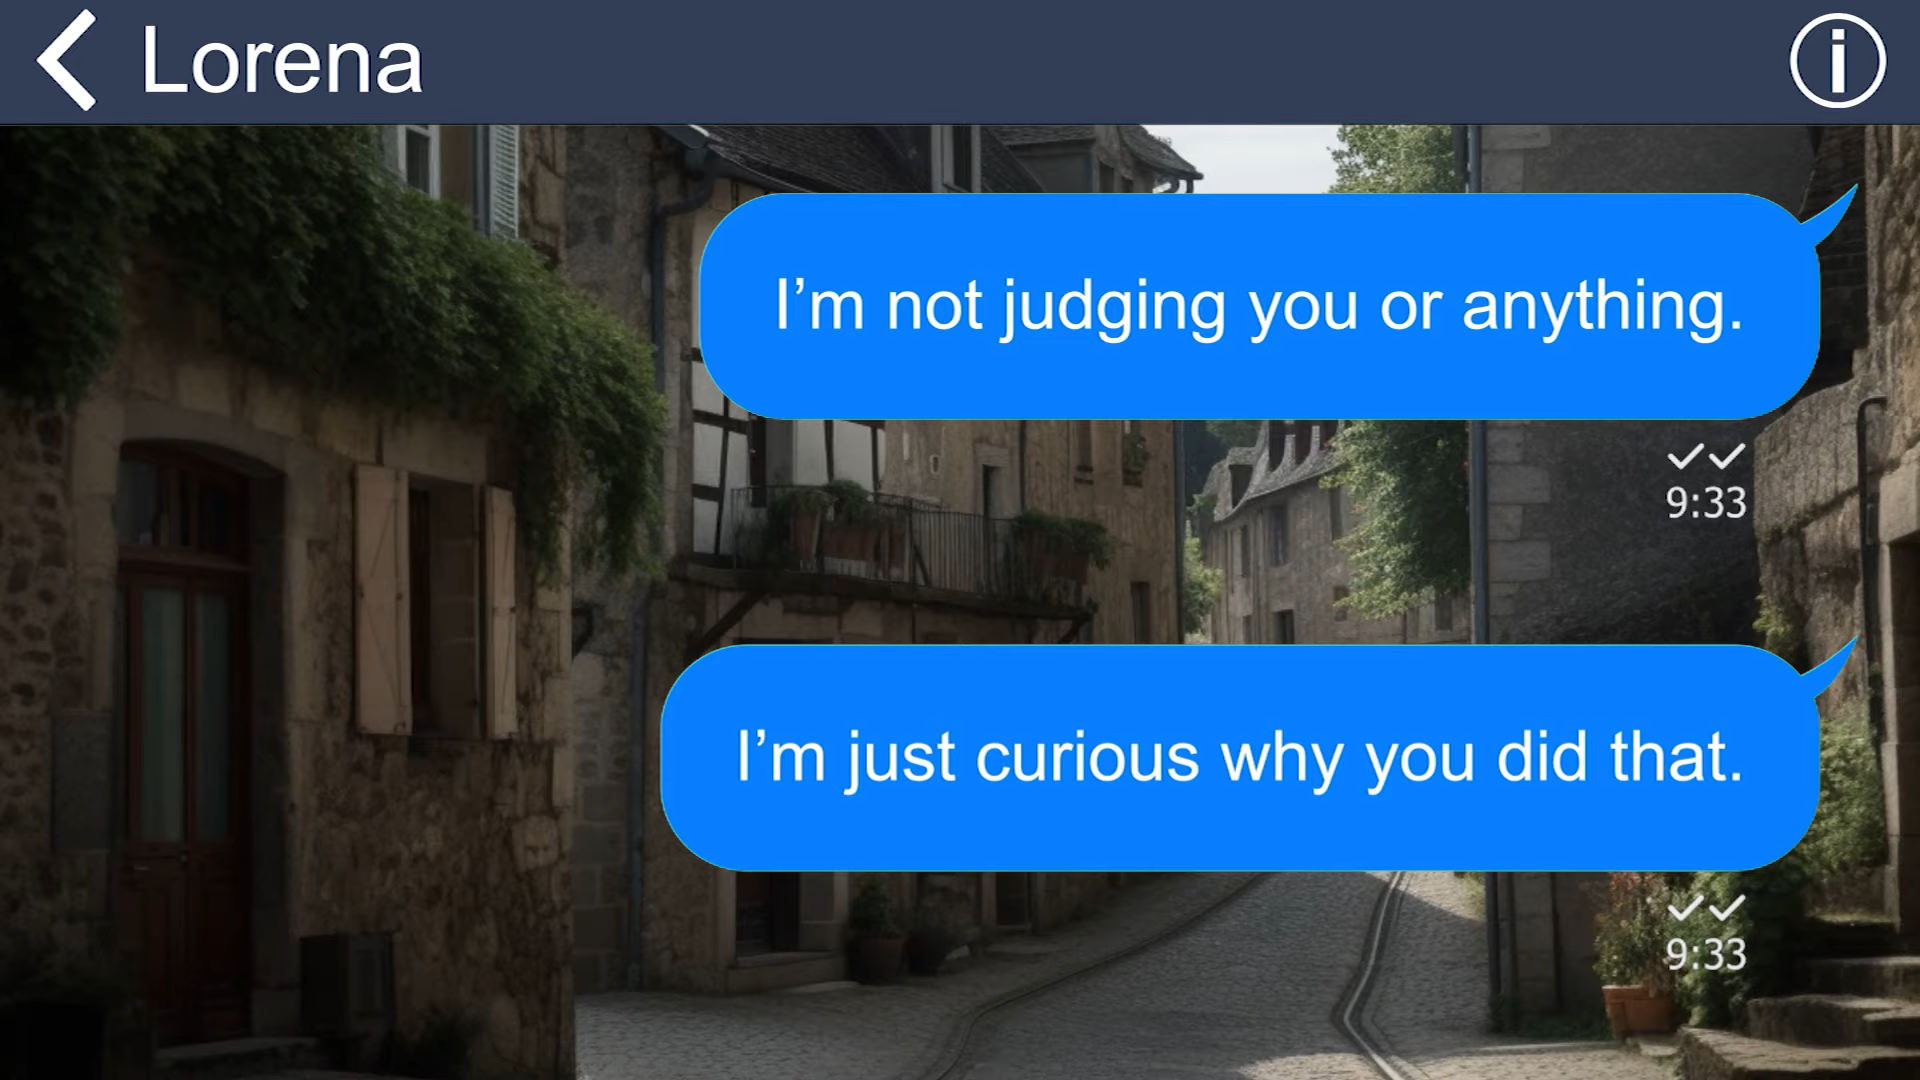 Lorena
I’m not judging you or anything.
9:33
I’m just curious why you did that.
9:33